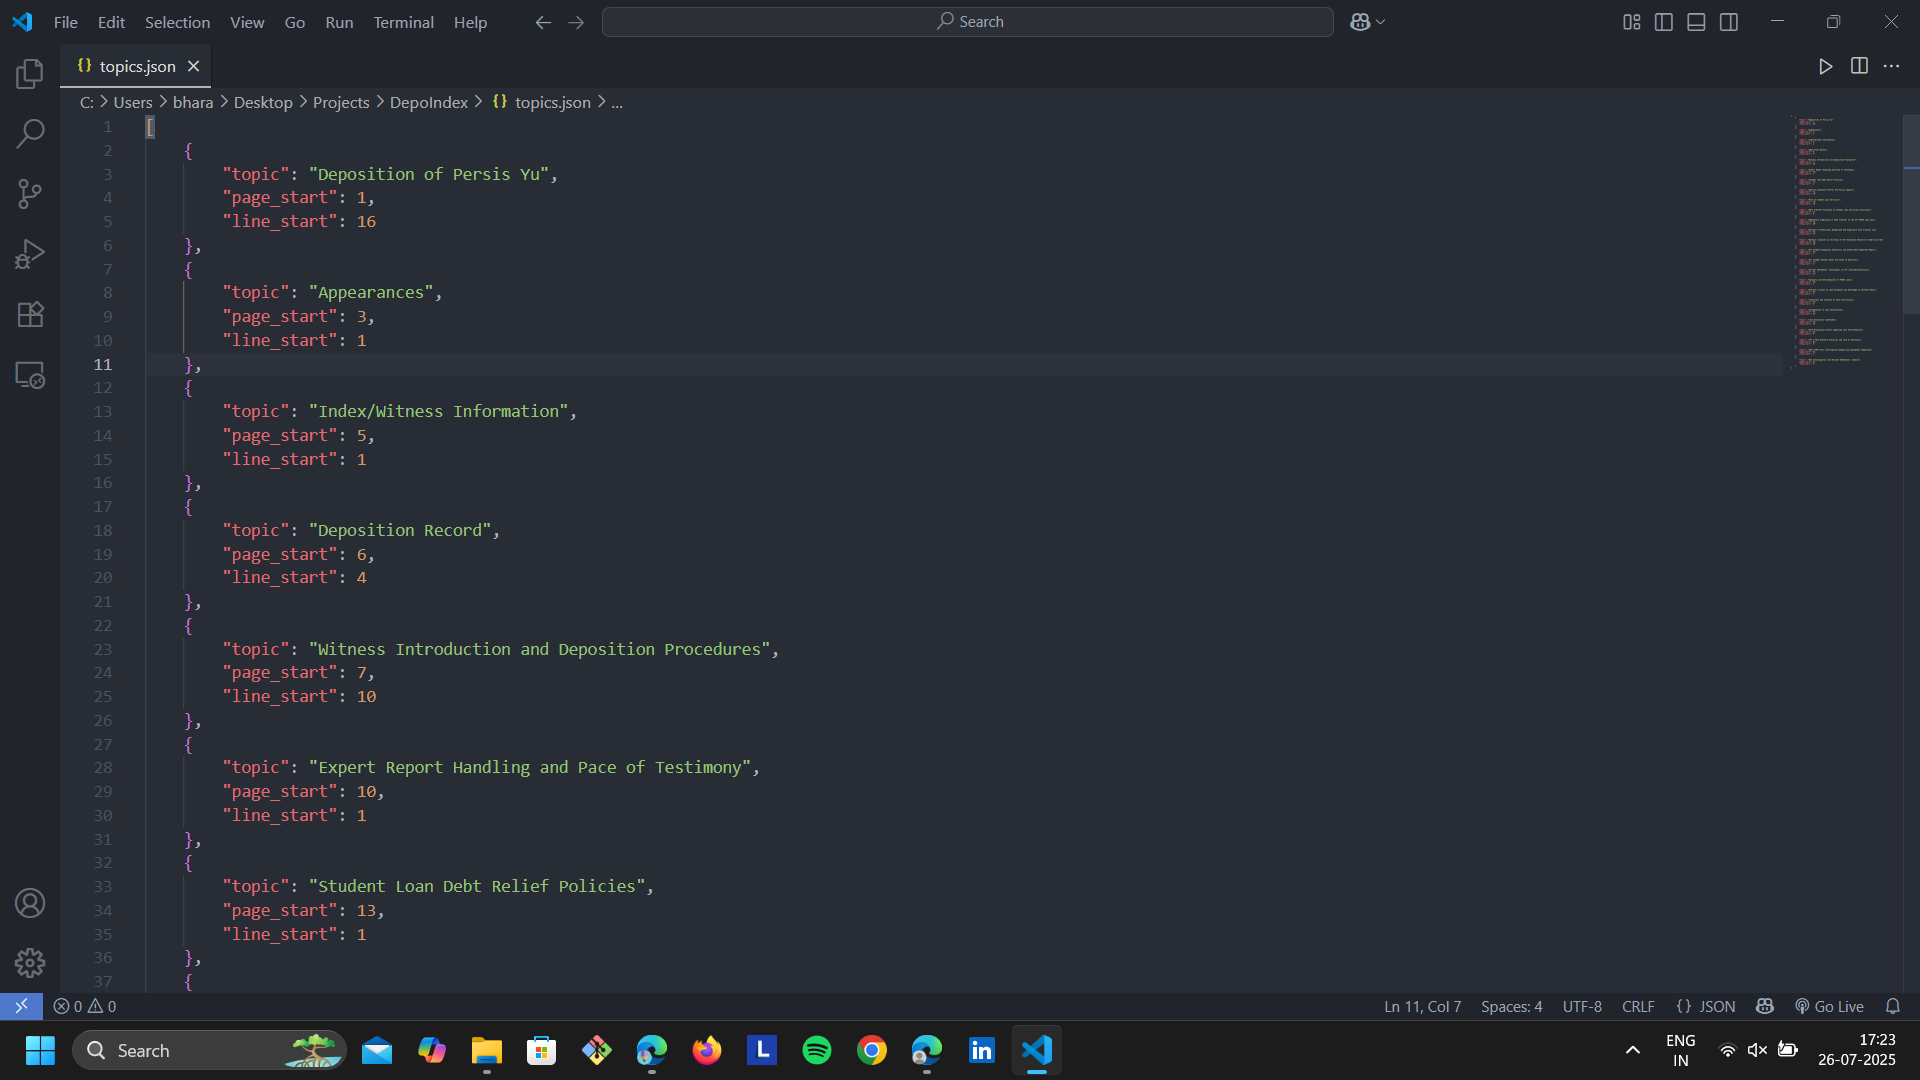 File Edit Selection View Go Run Terminal Help Search
{} topics.json
C: > Users > bhara > Desktop > Projects > DepoIndex > {} topics.json > ...
1 [
2 {
3 "topic": "Deposition of Persis Yu",
4 "page_start": 1,
5 "line_start": 16
6 },
7 {
8 "topic": "Appearances",
9 "page_start": 3,
10 "line_start": 1
11 },
12 {
13 "topic": "Index/Witness Information",
14 "page_start": 5,
15 "line_start": 1
16 },
17 {
18 "topic": "Deposition Record",
19 "page_start": 6,
20 "line_start": 4
21 },
22 {
23 "topic": "Witness Introduction and Deposition Procedures",
24 "page_start": 7,
25 "line_start": 10
26 },
27 {
28 "topic": "Expert Report Handling and Pace of Testimony",
29 "page_start": 10,
30 "line_start": 1
31 },
32 {
33 "topic": "Student Loan Debt Relief Policies",
34 "page_start": 13,
35 "line_start": 1
36 },
37 {
0 0 Ln 11, Col 7 Spaces: 4 UTF-8 CRLF {} JSON Go Live
Search L in ENG 17:23
IN 26-07-2025